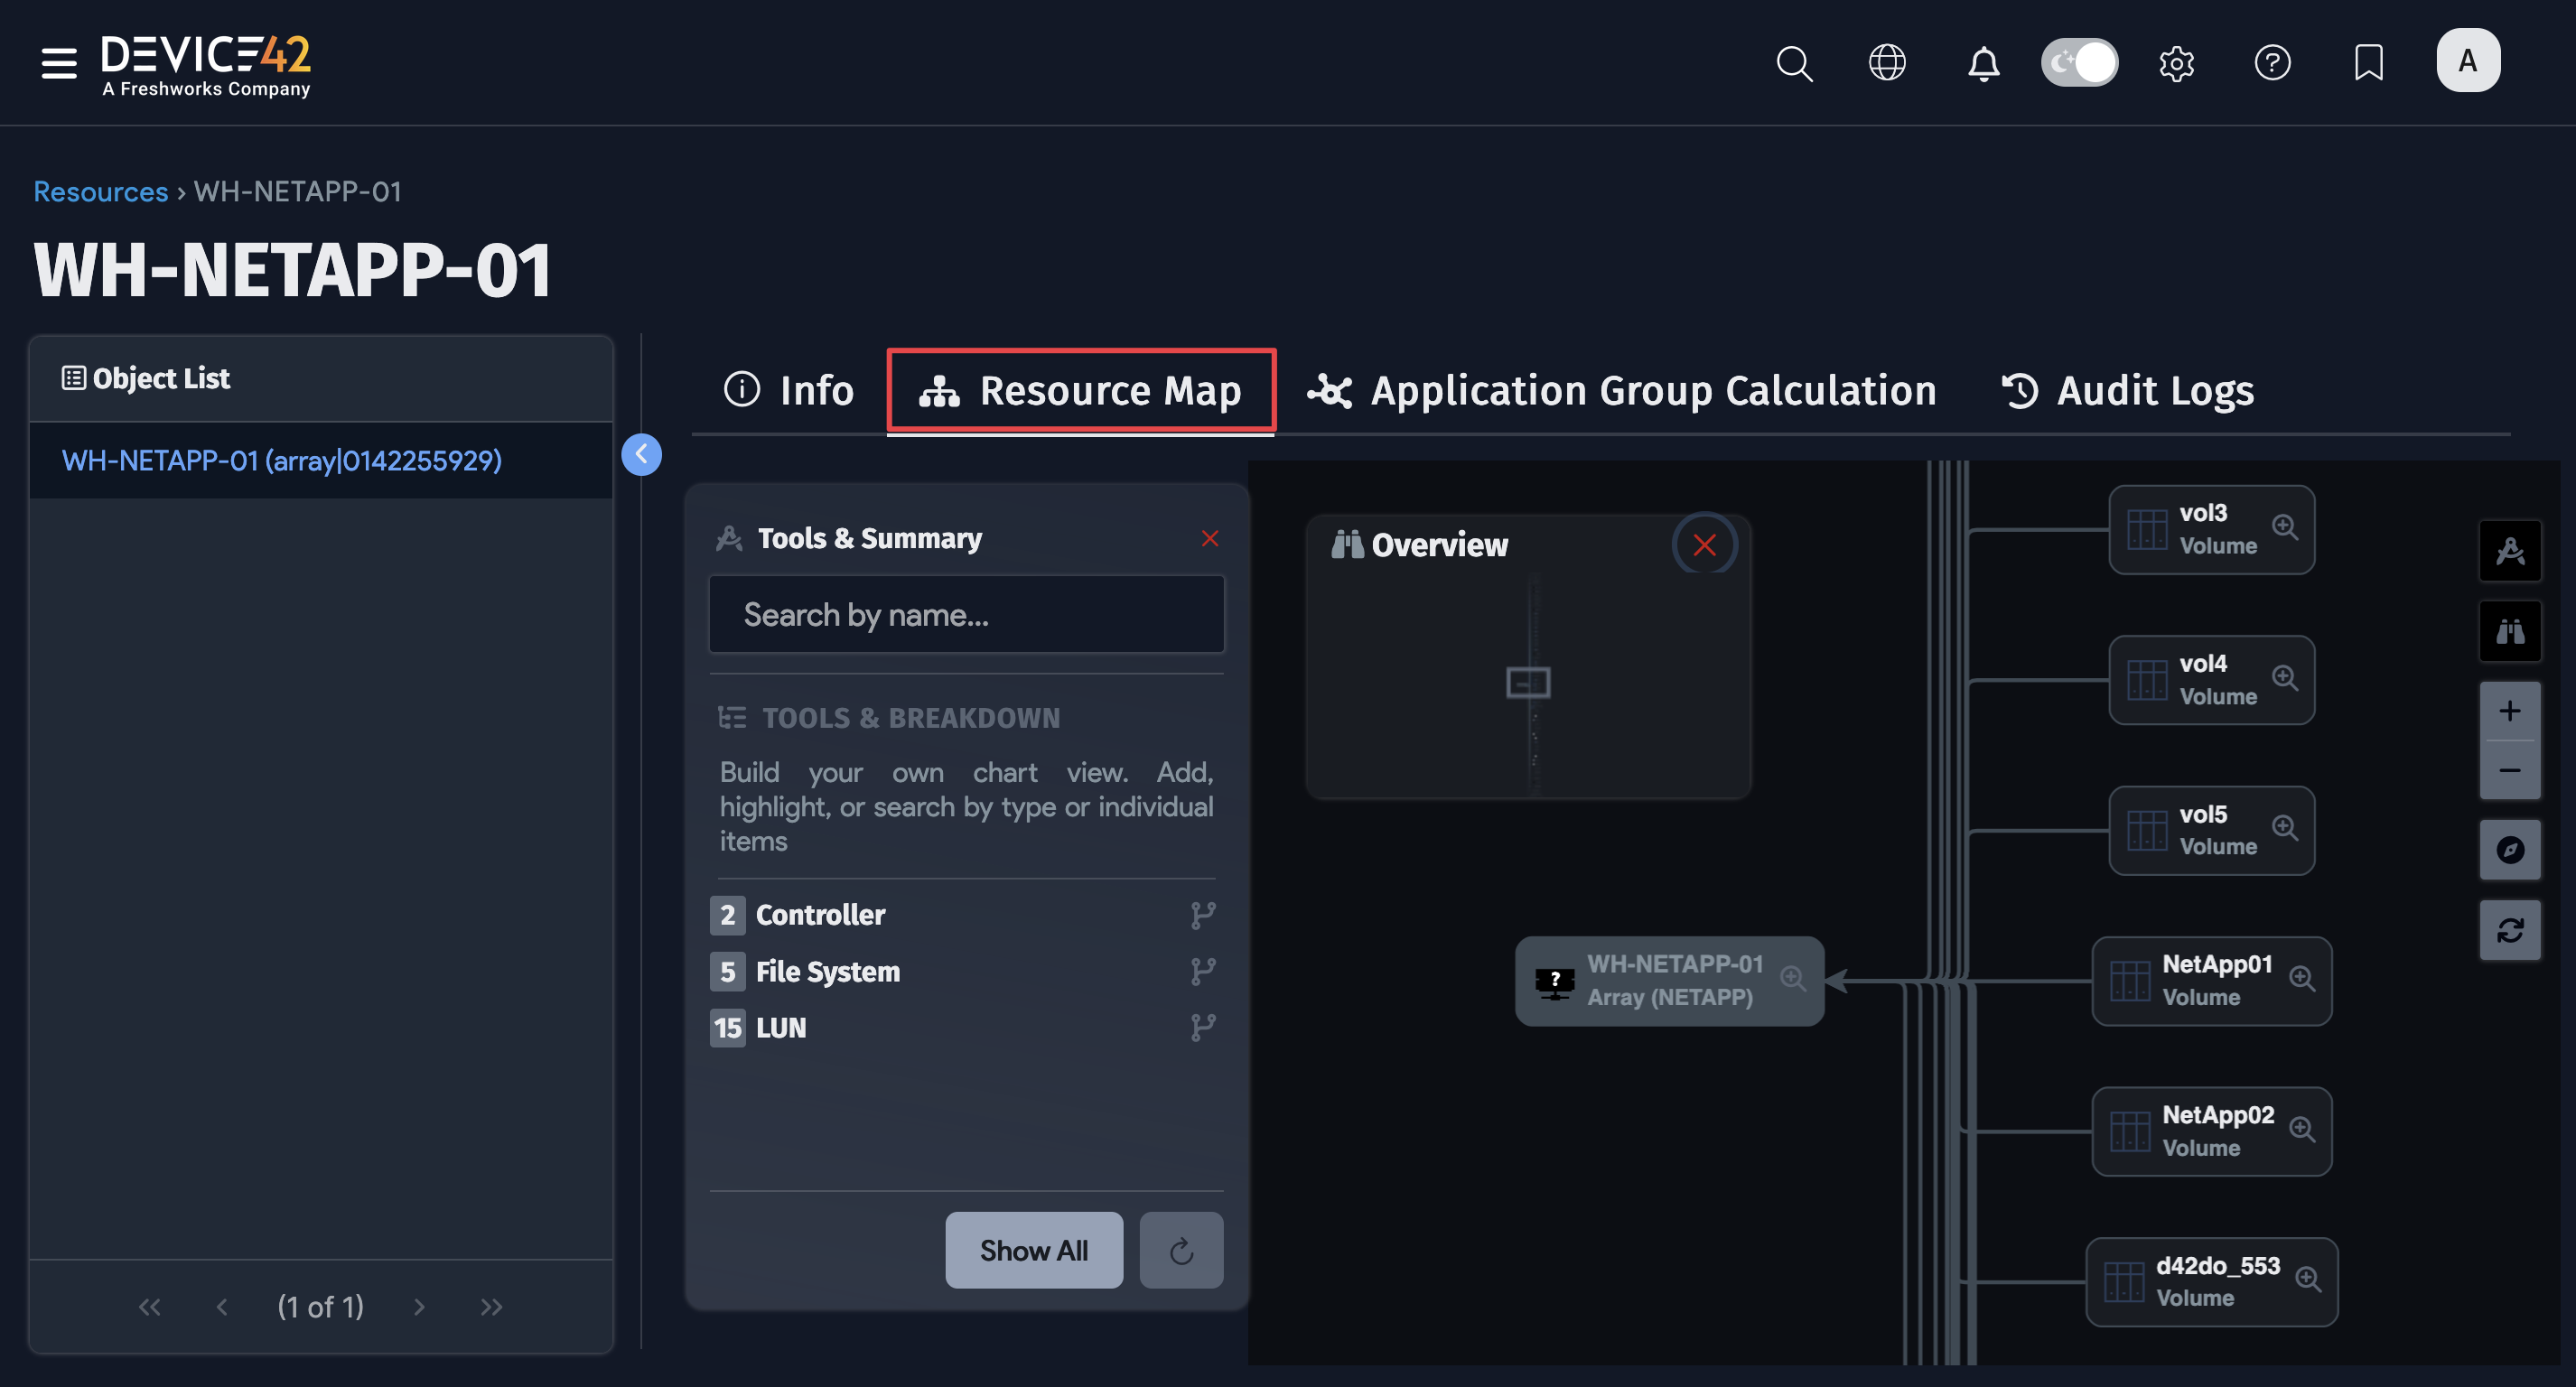 DEVICE42
A Freshworks Company
A
Resources › WH-NETAPP-01
WH-NETAPP-01
Object List
WH-NETAPP-01 (array|0142255929)
(1 of 1)
Info
Resource Map
Application Group Calculation
Audit Logs
Tools & Summary
Search by name...
TOOLS & BREAKDOWN
Build your own chart view. Add,
highlight, or search by type or individual
items
2 Controller
5 File System
15 LUN
Show All
Overview
WH-NETAPP-01
Array (NETAPP)
vol3
Volume
vol4
Volume
vol5
Volume
NetApp01
Volume
NetApp02
Volume
d42do_553
Volume